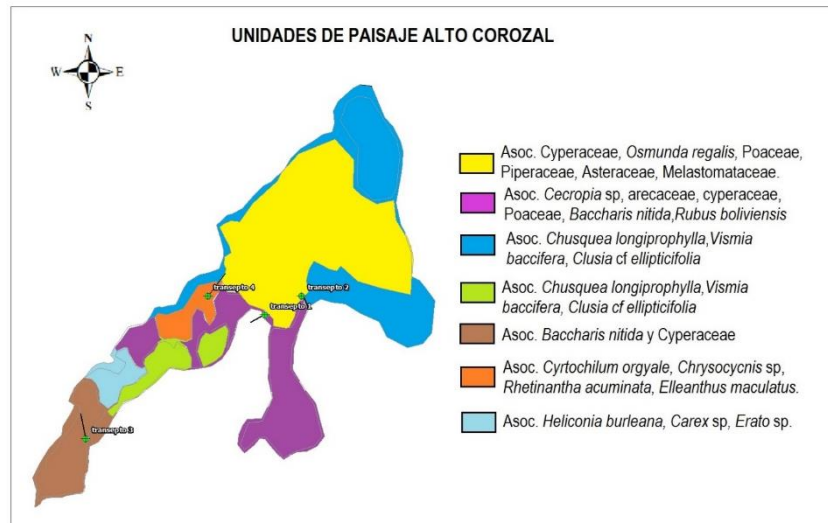 UNIDADES DE PAISAJE ALTO COROZAL
N
W E
S
Asoc. Cyperaceae, Osmunda regalis, Poaceae,
Piperaceae, Asteraceae, Melastomataceae.
Asoc. Cecropia sp, arecaceae, cyperaceae,
Poaceae, Baccharis nitida,Rubus boliviensis
Asoc. Chusquea longiprophylla,Vismia
baccifera, Clusia cf ellipticifolia
Asoc. Chusquea longiprophylla,Vismia
baccifera, Clusia cf ellipticifolia
Asoc. Baccharis nitida y Cyperaceae
Asoc. Cyrtochilum orgyale, Chrysocycnis sp,
Rhetinantha acuminata, Elleanthus maculatus.
Asoc. Heliconia burleana, Carex sp, Erato sp.
transepto 4
transepto 2
transepto 1
transepto 3